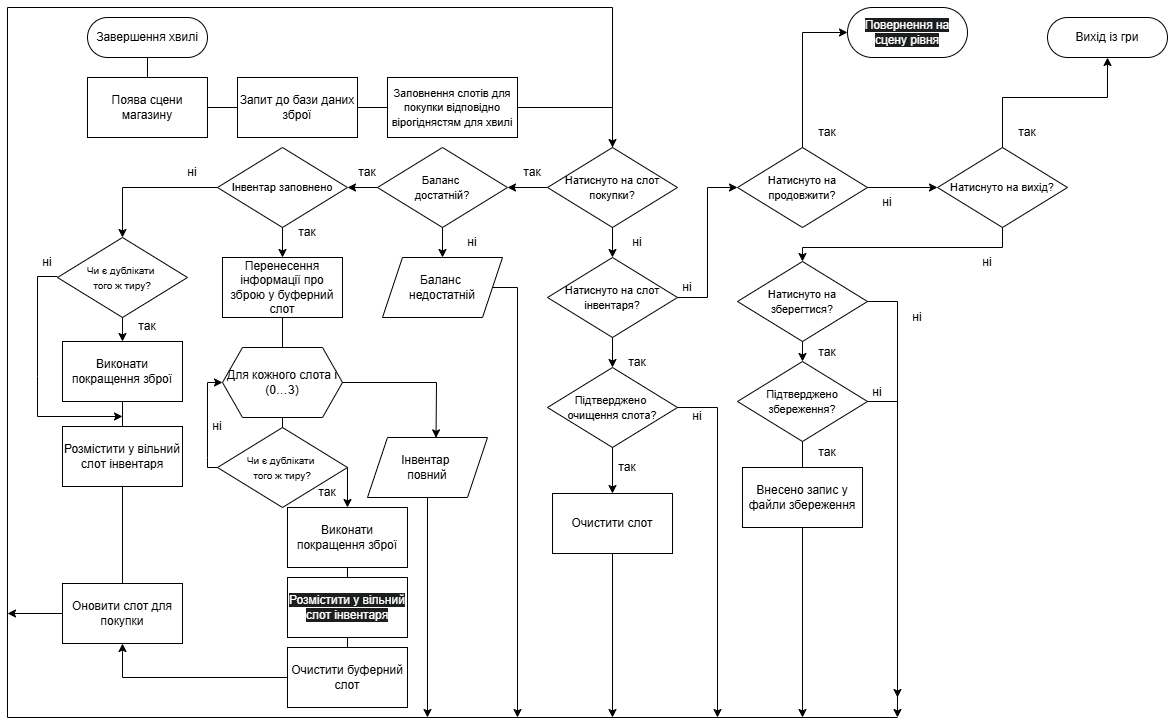 Завершення хвилі
Повернення на
сцену рівня
Вихід із гри
Поява сцени
магазину
Запит до бази даних
зброї
Заповнення слотів для
покупки відповідно
вірогіднястям для хвилі
так
так
ні
так
так
Інвентар заповнено
Баланс
достатній?
Натиснуто на слот
покупки?
Натиснуто на
продовжити?
Натиснуто на вихід?
ні
так
ні
ні
ні
ні
Чи є дублікати
того ж тиру?
Перенесення
інформації про
зброю у буферний
слот
Баланс
недостатній
Натиснуто на слот
інвентаря?
ні
Натиснуто на
зберегтися?
ні
так
так
так
Виконати
покращення зброї
Для кожного слота і
(0...3)
Підтверджено
очищення слота?
ні
Підтверджено
збереження?
ні
ні
Розмістити у вільний
слот інвентаря
Чи є дублікати
того ж тиру?
так
Інвентар
повний
так
так
Очистити слот
Внесено запис у
файли збереження
Виконати
покращення зброї
Розмістити у вільний
слот інвентаря
Оновити слот для
покупки
Очистити буферний
слот